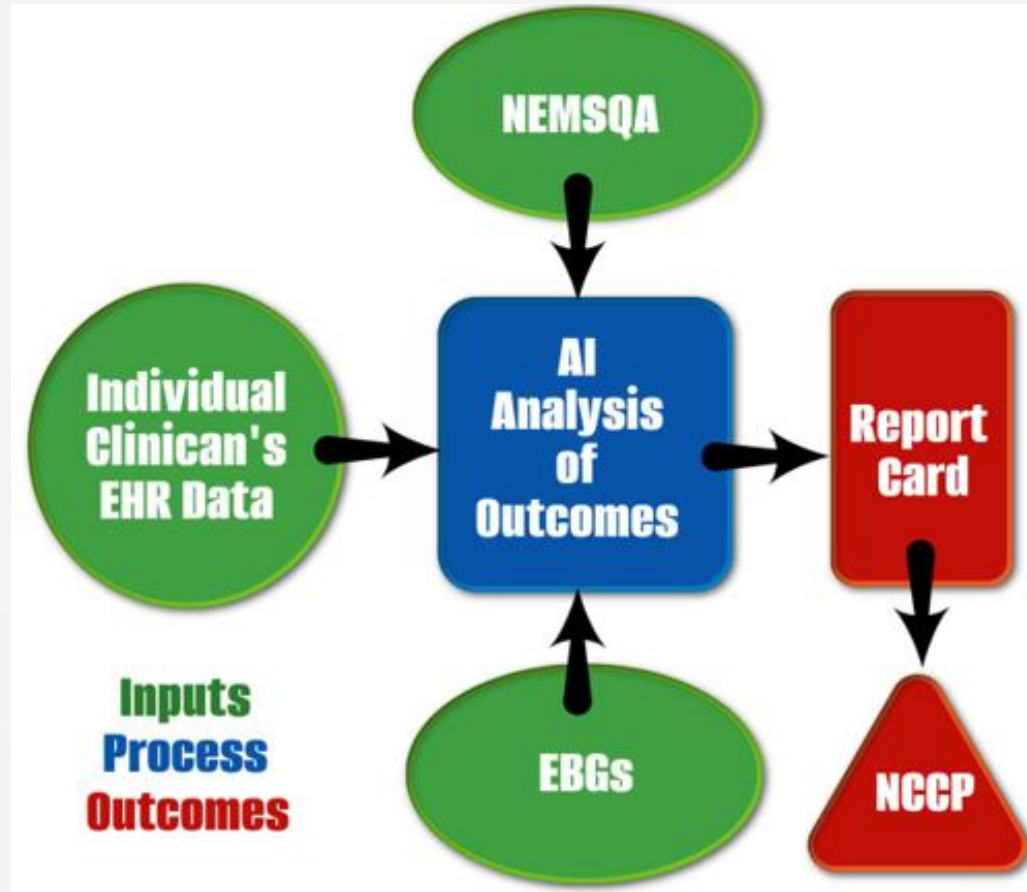 NEMSQA
Individual
Clinican's
EHR Data
AI
Analysis
of
Outcomes
Report
Card
EBGs
NCCP
Inputs
Process
Outcomes